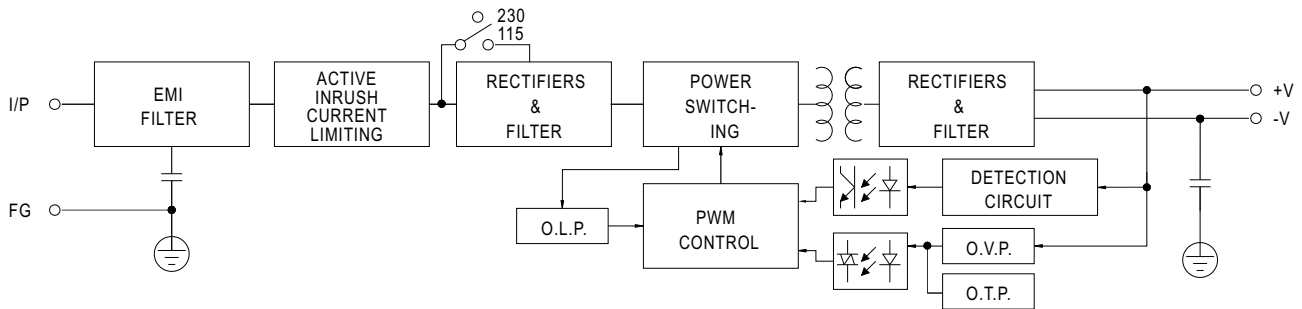 230
115
I/P
EMI
FILTER
ACTIVE
INRUSH
CURRENT
LIMITING
RECTIFIERS
&
FILTER
POWER
SWITCH-
ING
RECTIFIERS
&
FILTER
+V
-V
FG
O.L.P.
PWM
CONTROL
DETECTION
CIRCUIT
O.V.P.
O.T.P.